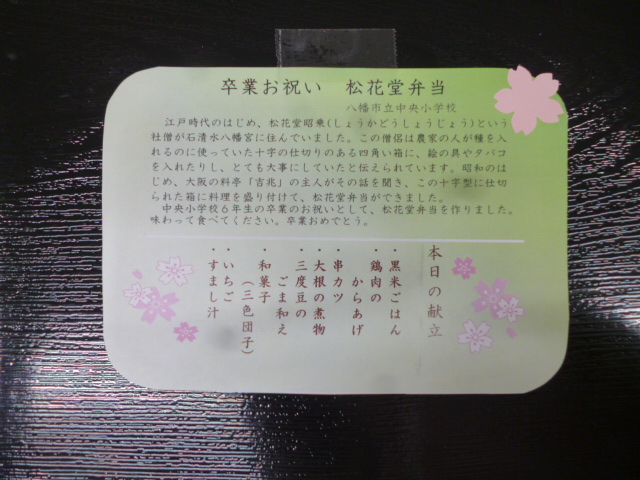 卒業お祝い　松花堂弁当
八幡市立中央小学校
江戸時代のはじめ、松花堂昭乗(しょうかどうしょうじょう)という
社僧が石清水八幡宮に住んでいました。この僧侶は農家の人が種を入
れるのに使っていた十字の仕切りのある四角い箱に、絵の具やタバコ
を入れたりし、とても大事にしていたと伝えられています。昭和のは
じめ、大阪の料亭「吉兆」の主人がその話を聞き、この十字型に仕切
られた箱に料理を盛り付けて、松花堂弁当ができました。
中央小学校６年生の卒業のお祝いとして、松花堂弁当を作りました。
味わって食べてください。卒業おめでとう。
本日の献立
・黒米ごはん
・鶏肉の
からあげ
・串カツ
・大根の煮物
・三度豆の
ごま和え
・和菓子
（三色団子）
・いちご
・すまし汁